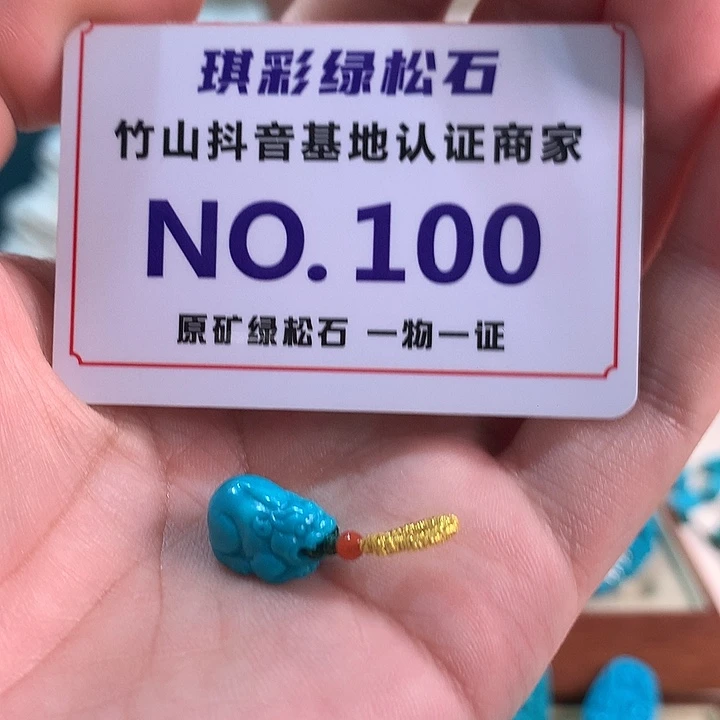 琪彩绿松石
竹山抖音基地认证商家
NO.100
原矿绿松石 一物一证